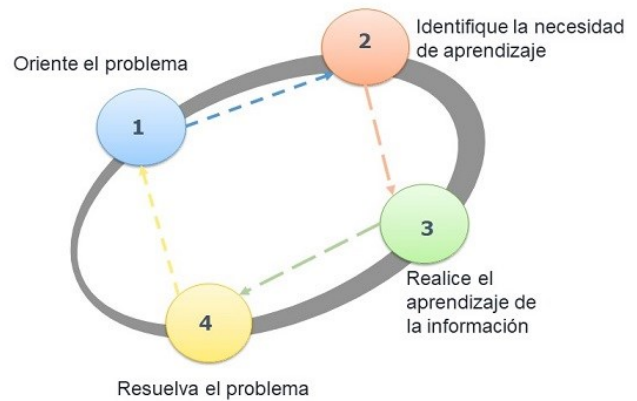 1
Oriente el problema
2
Identifique la necesidad
de aprendizaje
3
Realice el
aprendizaje de
la información
4
Resuelva el problema